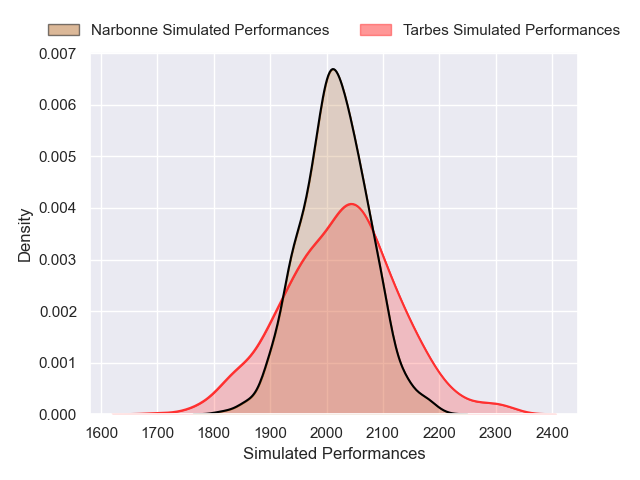 Narbonne Simulated Performances Tarbes Simulated Performances
0.007
0.006
0.005
0.004
0.003
0.002
0.001
0.000
Density
1600 1700 1800 1900 2000 2100 2200 2300 2400
Simulated Performances